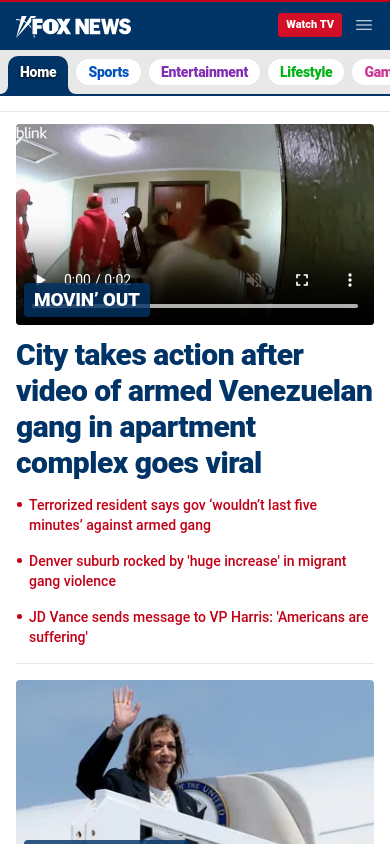 FOX NEWS
Watch TV
Home
Sports
Entertainment
Lifestyle
Gam
blink
0:00 / 0:02
MOVIN’ OUT
City takes action after
video of armed Venezuelan
gang in apartment
complex goes viral
• Terrorized resident says gov ‘wouldn’t last five
minutes’ against armed gang
• Denver suburb rocked by 'huge increase' in migrant
gang violence
• JD Vance sends message to VP Harris: 'Americans are
suffering'